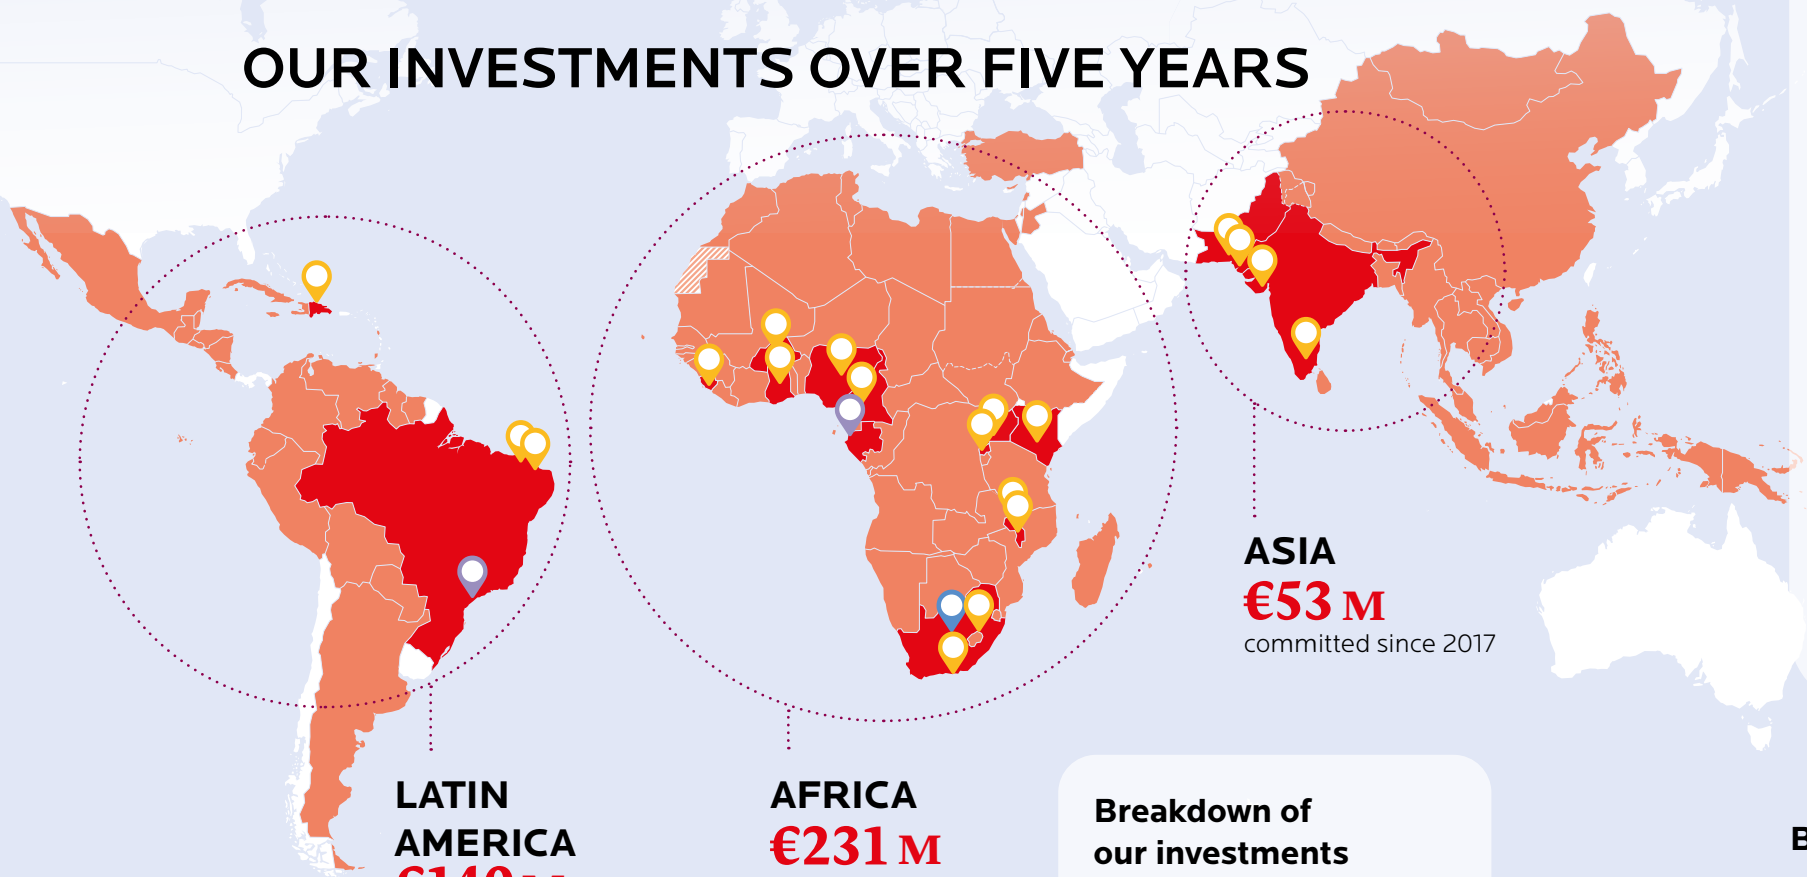 OUR INVESTMENTS OVER FIVE YEARS
ASIA
€53 M
committed since 2017
LATIN
AMERICA
AFRICA
€231 M
Breakdown of
our investments